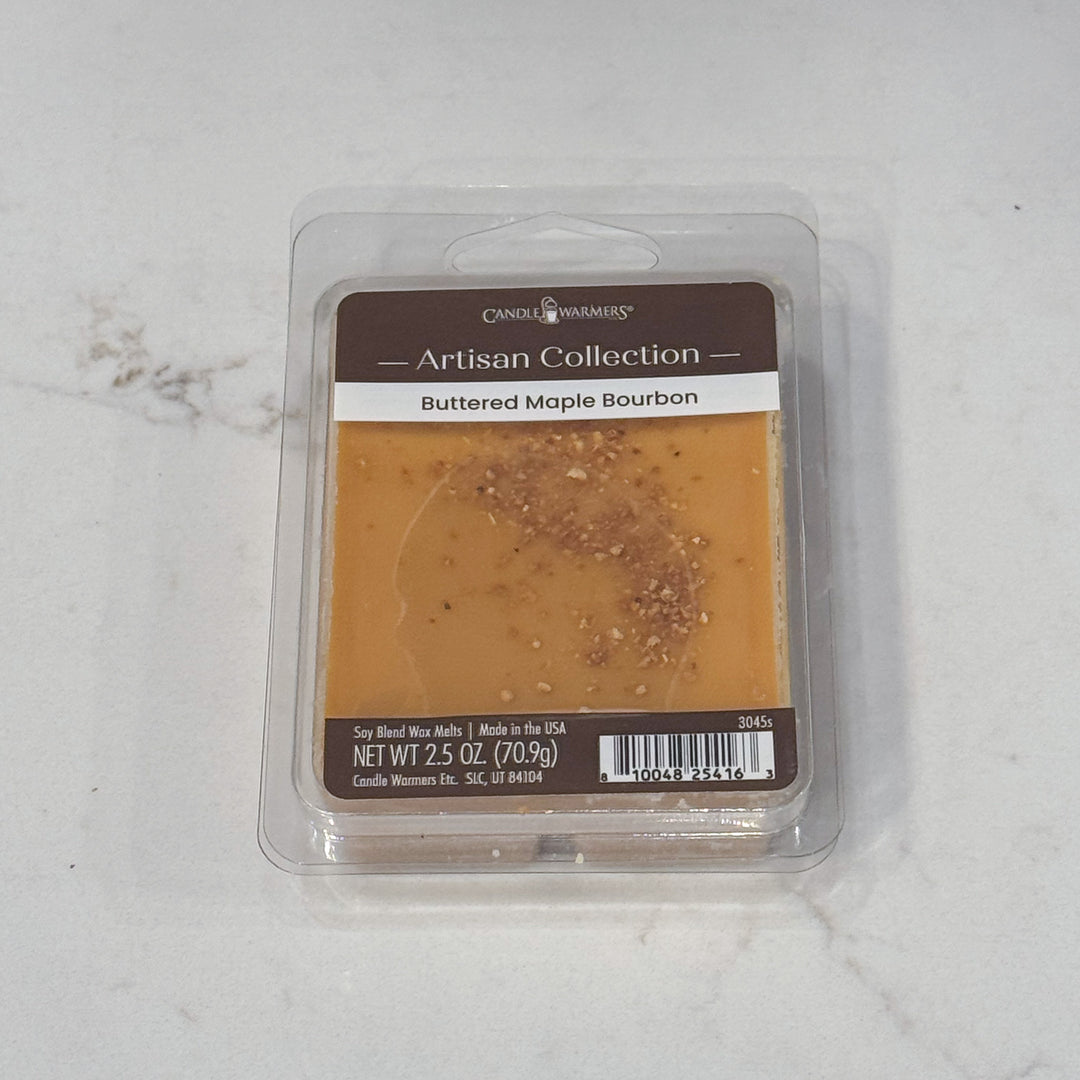 CANDLE WARMERS®
— Artisan Collection —
Buttered Maple Bourbon
Soy Blend Wax Melts | Made in the USA
NET WT 2.5 OZ. (70.9g)
Candle Warmers Etc. SLC, UT 84104
3045s
8 10048 25416 3